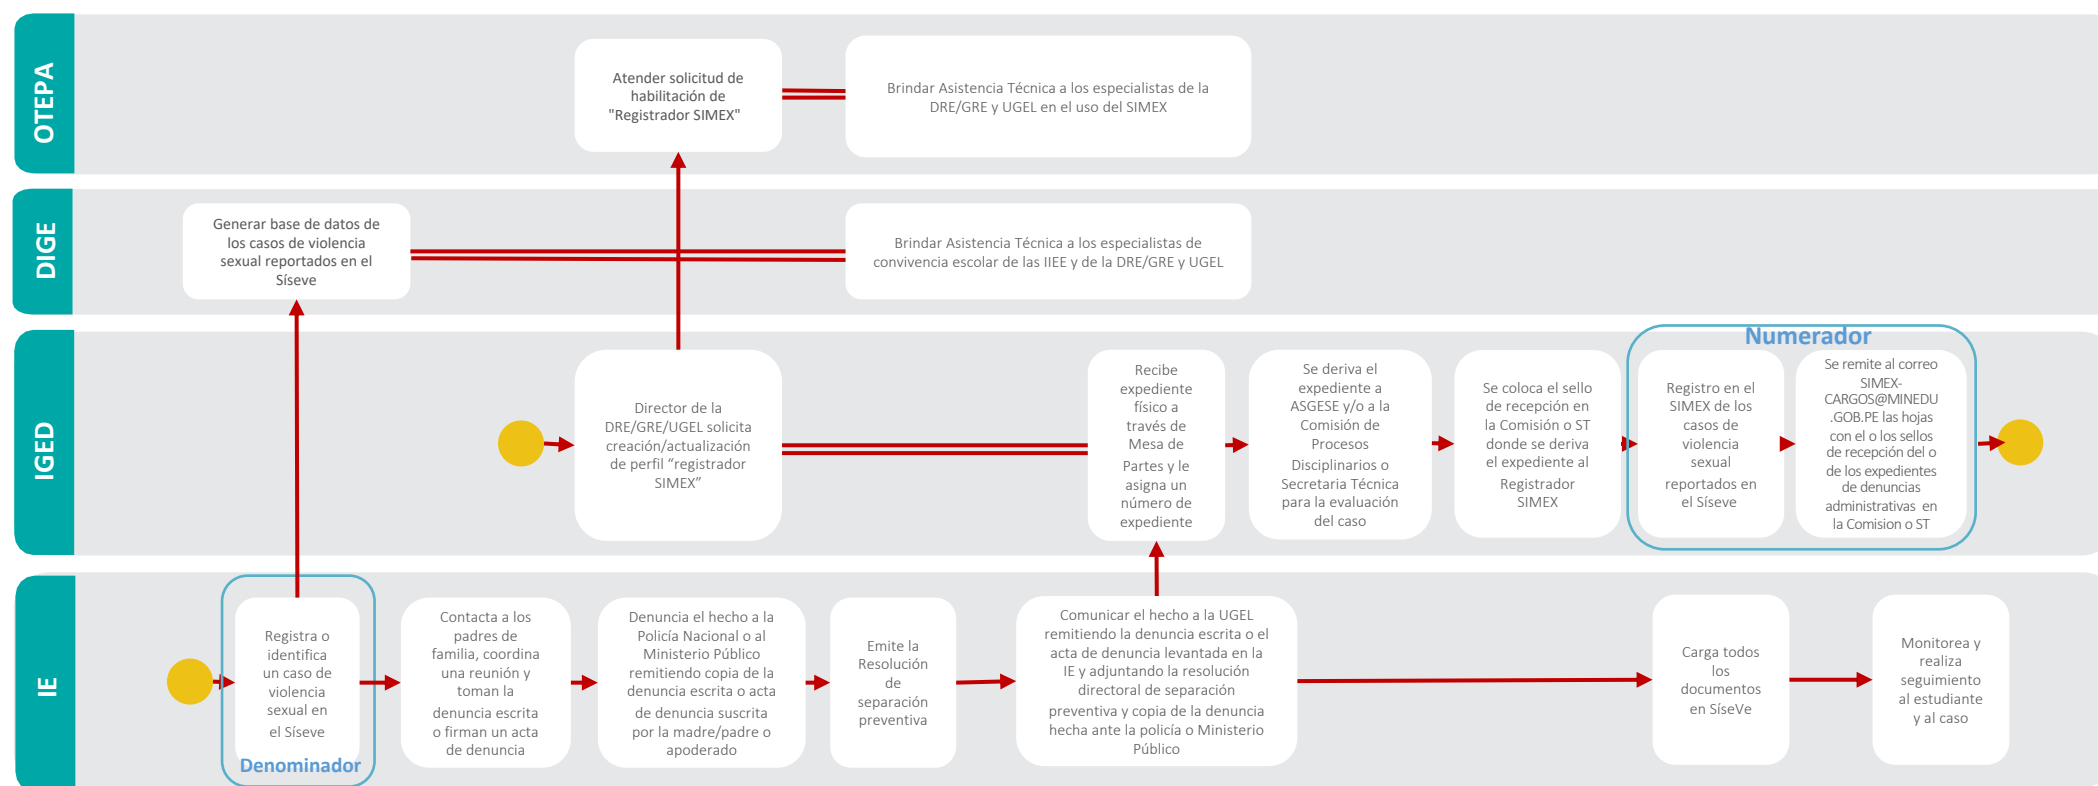 OTEPA
Atender solicitud de
habilitación de
"Registrador SIMEX"
Brindar Asistencia Técnica a los especialistas de la
DRE/GRE y UGEL en el uso del SIMEX
DIGE
Generar base de datos de
los casos de violencia
sexual reportados en el
Síseve
Brindar Asistencia Técnica a los especialistas de
convivencia escolar de las IIEE y de la DRE/GRE y UGEL
IGED
Director de la
DRE/GRE/UGEL solicita
creación/actualización
de perfil “registrador
SIMEX”
Recibe
expediente
físico a
través de
Mesa de
Partes y le
asigna un
número de
expediente
Se deriva el
expediente a
ASGESE y/o a la
Comisión de
Procesos
Disciplinarios o
Secretaria Técnica
para la evaluación
del caso
Se coloca el sello
de recepción en
la Comisión o ST
donde se deriva
el expediente al
Registrador
SIMEX
Numerador
Registro en el
SIMEX de los
casos de
violencia
sexual
reportados en
el Síseve
Se remite al correo
SIMEX-
CARGOS@MINEDU
.GOB.PE las hojas
con el o los sellos
de recepción del o
de los expedientes
de denuncias
administrativas en
la Comision o ST
IE
Registra o
identifica
un caso de
violencia
sexual en
el Síseve
Denominador
Contacta a los
padres de
familia, coordina
una reunión y
toman la
denuncia escrita
o firman un acta
de denuncia
Denuncia el hecho a la
Policía Nacional o al
Ministerio Público
remitiendo copia de la
denuncia escrita o acta
de denuncia suscrita
por la madre/padre o
apoderado
Emite la
Resolución
de
separación
preventiva
Comunicar el hecho a la UGEL
remitiendo la denuncia escrita o el
acta de denuncia levantada en la
IE y adjuntando la resolución
directoral de separación
preventiva y copia de la denuncia
hecha ante la policía o Ministerio
Público
Carga todos
los
documentos
en SíseVe
Monitorea y
realiza
seguimiento
al estudiante
y al caso